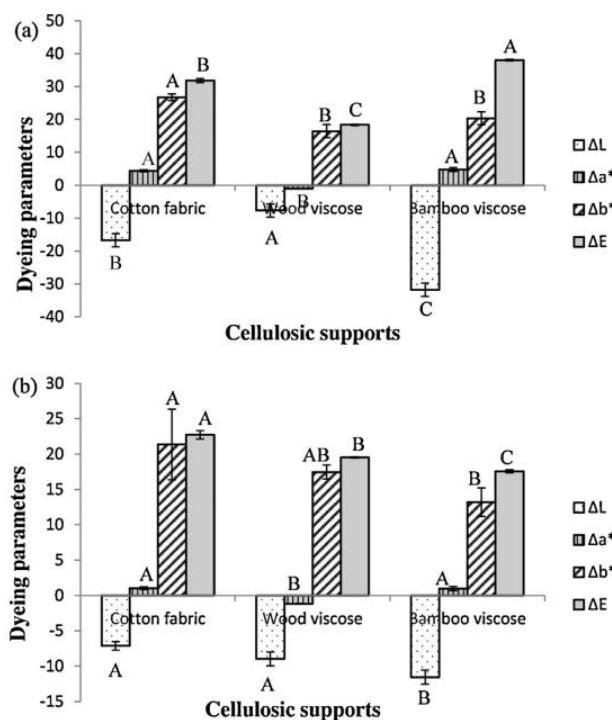 (a)
50
40
30
20
10
0
-10
-20
-30
-40
Dyeing parameters
A B
A
B
A
B C
B
A
A
B
C
Cotton fabric Wood viscose Bamboo viscose
Cellulosic supports
ΔL
Δa*
Δb*
ΔE
(b)
30
25
20
15
10
5
0
-5
-10
-15
Dyeing parameters
A A
A
A
AB B
B
A
B C
A
B
Cotton fabric Wood viscose Bamboo viscose
Cellulosic supports
ΔL
Δa*
Δb*
ΔE